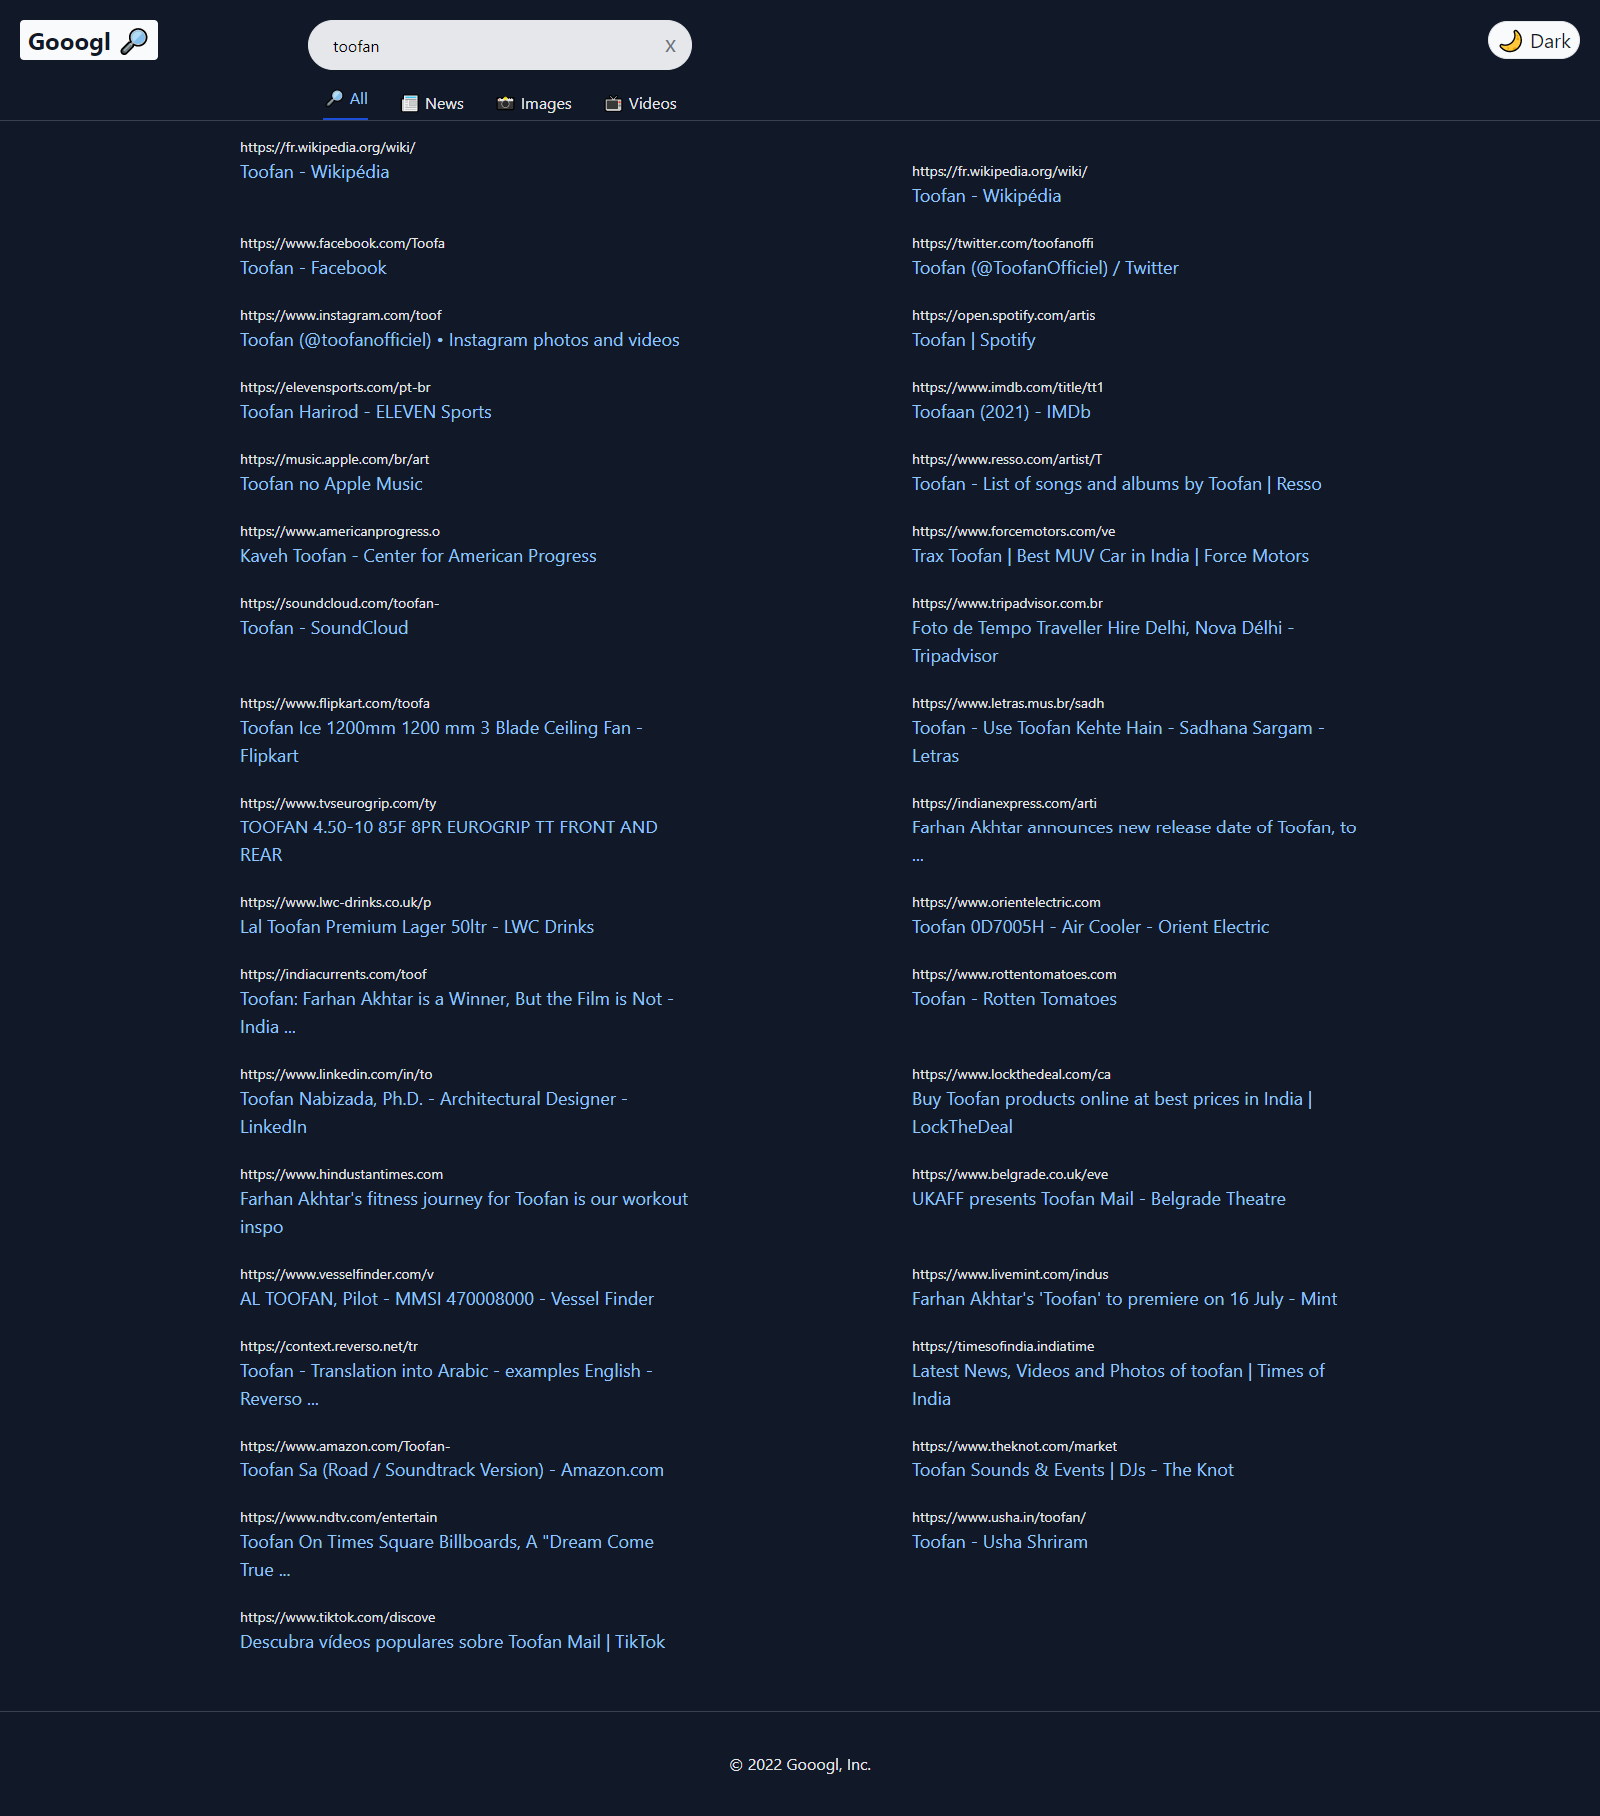 Gooogl
toofan
X
Dark
All
News
Images
Videos
https://fr.wikipedia.org/wiki/
Toofan - Wikipédia
https://fr.wikipedia.org/wiki/
Toofan - Wikipédia
https://www.facebook.com/Toofa
Toofan - Facebook
https://twitter.com/toofanoffi
Toofan (@ToofanOfficiel) / Twitter
https://www.instagram.com/toof
Toofan (@toofanofficiel) • Instagram photos and videos
https://open.spotify.com/artis
Toofan | Spotify
https://elevensports.com/pt-br
Toofan Harirod - ELEVEN Sports
https://www.imdb.com/title/tt1
Toofaan (2021) - IMDb
https://music.apple.com/br/art
Toofan no Apple Music
https://www.resso.com/artist/T
Toofan - List of songs and albums by Toofan | Resso
https://www.americanprogress.o
Kaveh Toofan - Center for American Progress
https://www.forcemotors.com/ve
Trax Toofan | Best MUV Car in India | Force Motors
https://soundcloud.com/toofan-
Toofan - SoundCloud
https://www.tripadvisor.com.br
Foto de Tempo Traveller Hire Delhi, Nova Délhi -
Tripadvisor
https://www.flipkart.com/toofa
Toofan Ice 1200mm 1200 mm 3 Blade Ceiling Fan -
Flipkart
https://www.letras.mus.br/sadh
Toofan - Use Toofan Kehte Hain - Sadhana Sargam -
Letras
https://www.tvseurogrip.com/ty
TOOFAN 4.50-10 85F 8PR EUROGRIP TT FRONT AND
REAR
https://indianexpress.com/arti
Farhan Akhtar announces new release date of Toofan, to
...
https://www.lwc-drinks.co.uk/p
Lal Toofan Premium Lager 50ltr - LWC Drinks
https://www.orientelectric.com
Toofan 0D7005H - Air Cooler - Orient Electric
https://indiacurrents.com/toof
Toofan: Farhan Akhtar is a Winner, But the Film is Not -
India ...
https://www.rottentomatoes.com
Toofan - Rotten Tomatoes
https://www.linkedin.com/in/to
Toofan Nabizada, Ph.D. - Architectural Designer -
LinkedIn
https://www.lockthedeal.com/ca
Buy Toofan products online at best prices in India |
LockTheDeal
https://www.hindustantimes.com
Farhan Akhtar's fitness journey for Toofan is our workout
inspo
https://www.belgrade.co.uk/eve
UKAFF presents Toofan Mail - Belgrade Theatre
https://www.vesselfinder.com/v
AL TOOFAN, Pilot - MMSI 470008000 - Vessel Finder
https://www.livemint.com/indus
Farhan Akhtar's 'Toofan' to premiere on 16 July - Mint
https://context.reverso.net/tr
Toofan - Translation into Arabic - examples English -
Reverso ...
https://timesofindia.indiatime
Latest News, Videos and Photos of toofan | Times of
India
https://www.amazon.com/Toofan-
Toofan Sa (Road / Soundtrack Version) - Amazon.com
https://www.theknot.com/market
Toofan Sounds & Events | DJs - The Knot
https://www.ndtv.com/entertain
Toofan On Times Square Billboards, A "Dream Come
True ...
https://www.usha.in/toofan/
Toofan - Usha Shriram
https://www.tiktok.com/discove
Descubra vídeos populares sobre Toofan Mail | TikTok
© 2022 Gooogl, Inc.